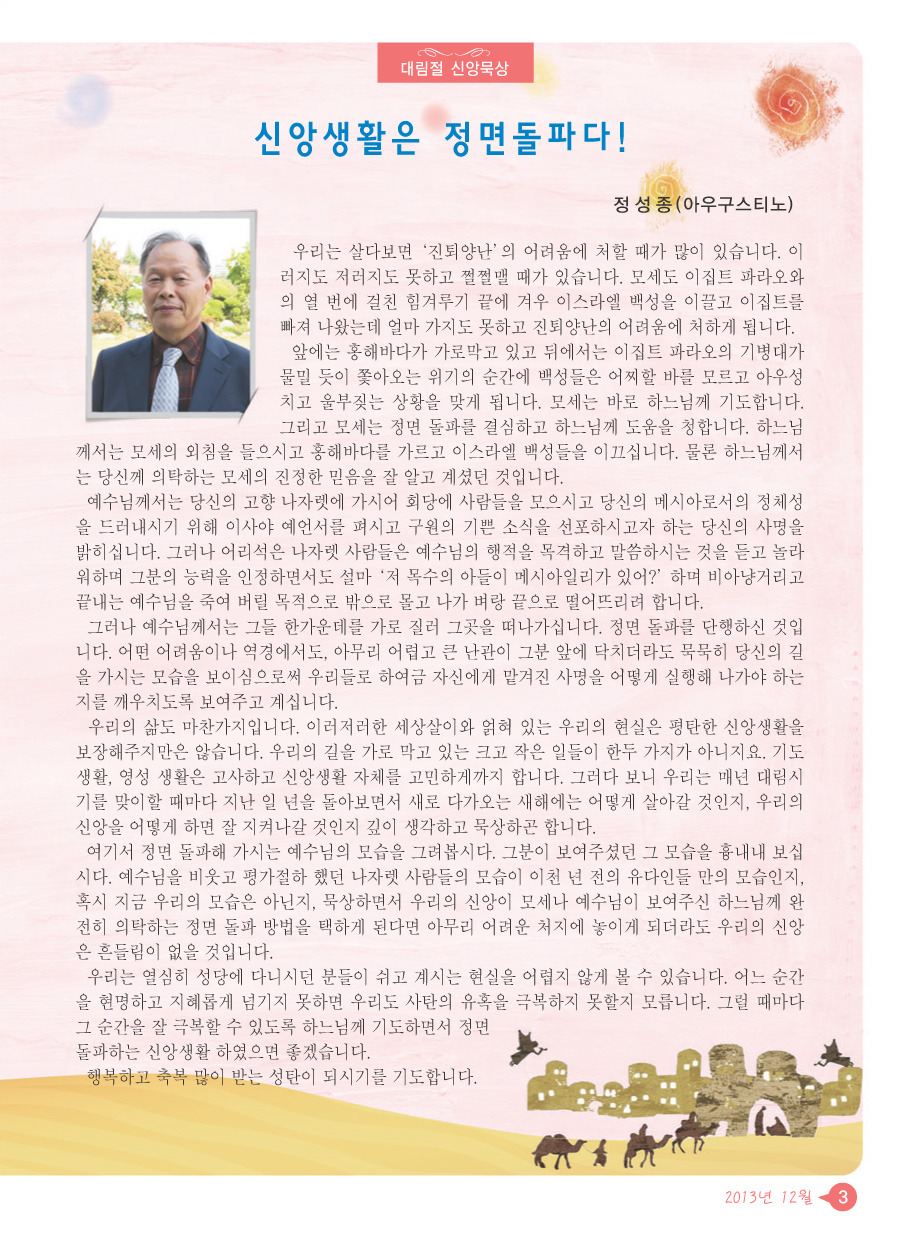 대림절 신앙묵상
신앙생활은 정면돌파다!
정 성 종(아우구스티노)
우리는 살다보면 ‘진퇴양난’의 어려움에 처할 때가 많이 있습니다. 이
러지도 저러지도 못하고 쩔쩔맬 때가 있습니다. 모세도 이집트 파라오와
의 열 번에 걸친 힘겨루기 끝에 겨우 이스라엘 백성을 이끌고 이집트를
빠져 나왔는데 얼마 가지도 못하고 진퇴양난의 어려움에 처하게 됩니다.
앞에는 홍해바다가 가로막고 있고 뒤에서는 이집트 파라오의 기병대가
물밀 듯이 쫓아오는 위기의 순간에 백성들은 어찌할 바를 모르고 아우성
치고 울부짖는 상황을 맞게 됩니다. 모세는 바로 하느님께 기도합니다.
그리고 모세는 정면 돌파를 결심하고 하느님께 도움을 청합니다. 하느님
께서는 모세의 외침을 들으시고 홍해바다를 가르고 이스라엘 백성들을 이끄십니다. 물론 하느님께서
는 당신께 의탁하는 모세의 진정한 믿음을 잘 알고 계셨던 것입니다.
예수님께서는 당신의 고향 나자렛에 가시어 회당에 사람들을 모으시고 당신의 메시아로서의 정체성
을 드러내시기 위해 이사야 예언서를 펴시고 구원의 기쁜 소식을 선포하시고자 하는 당신의 사명을
밝히십니다. 그러나 어리석은 나자렛 사람들은 예수님의 행적을 목격하고 말씀하시는 것을 듣고 놀라
워하며 그분의 능력을 인정하면서도 설마 ‘저 목수의 아들이 메시아일리가 있어?’ 하며 비아냥거리고
끝내는 예수님을 죽여 버릴 목적으로 밖으로 몰고 나가 벼랑 끝으로 떨어뜨리려 합니다.
그러나 예수님께서는 그들 한가운데를 가로 질러 그곳을 떠나가십니다. 정면 돌파를 단행하신 것입
니다. 어떤 어려움이나 역경에서도, 아무리 어렵고 큰 난관이 그분 앞에 닥치더라도 묵묵히 당신의 길
을 가시는 모습을 보이심으로써 우리들로 하여금 자신에게 맡겨진 사명을 어떻게 실행해 나가야 하는
지를 깨우치도록 보여주고 계십니다.
우리의 삶도 마찬가지입니다. 이러저러한 세상살이와 얽혀 있는 우리의 현실은 평탄한 신앙생활을
보장해주지만은 않습니다. 우리의 길을 가로 막고 있는 크고 작은 일들이 한두 가지가 아니지요. 기도
생활, 영성 생활은 고사하고 신앙생활 자체를 고민하게까지 합니다. 그러다 보니 우리는 매년 대림시
기를 맞이할 때마다 지난 일 년을 돌아보면서 새로 다가오는 새해에는 어떻게 살아갈 것인지, 우리의
신앙을 어떻게 하면 잘 지켜나갈 것인지 깊이 생각하고 묵상하곤 합니다.
여기서 정면 돌파해 가시는 예수님의 모습을 그려봅시다. 그분이 보여주셨던 그 모습을 흉내내 보십
시다. 예수님을 비웃고 평가절하 했던 나자렛 사람들의 모습이 이천 년 전의 유다인들 만의 모습인지,
혹시 지금 우리의 모습은 아닌지, 묵상하면서 우리의 신앙이 모세나 예수님이 보여주신 하느님께 완
전히 의탁하는 정면 돌파 방법을 택하게 된다면 아무리 어려운 처지에 놓이게 되더라도 우리의 신앙
은 흔들림이 없을 것입니다.
우리는 열심히 성당에 다니시던 분들이 쉬고 계시는 현실을 어렵지 않게 볼 수 있습니다. 어느 순간
을 현명하고 지혜롭게 넘기지 못하면 우리도 사탄의 유혹을 극복하지 못할지 모릅니다. 그럴 때마다
그 순간을 잘 극복할 수 있도록 하느님께 기도하면서 정면
돌파하는 신앙생활 하였으면 좋겠습니다.
행복하고 축복 많이 받는 성탄이 되시기를 기도합니다.
2013년 12월 3